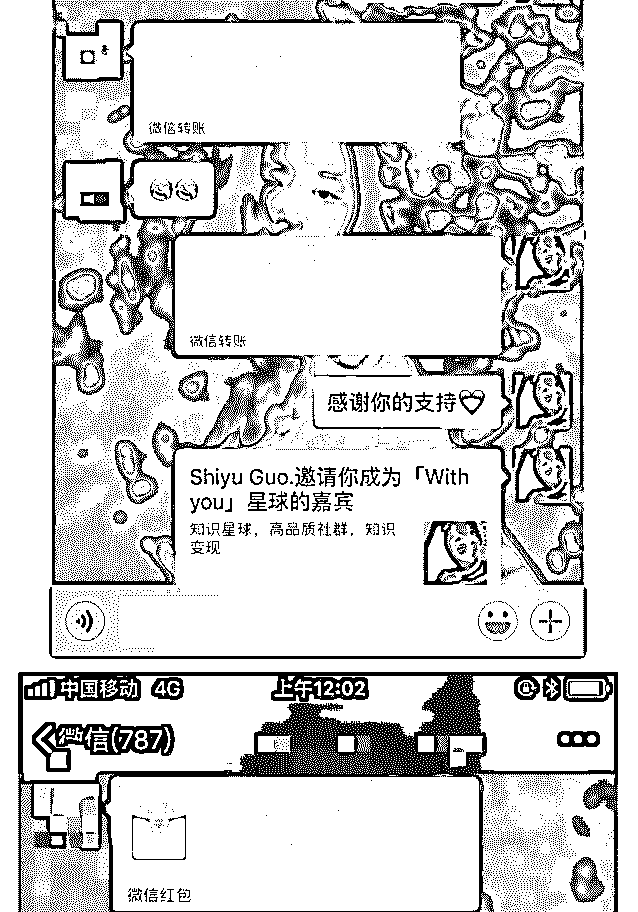 微信转账
微信转账
感谢你的支持
Shiyu Guo.邀请你成为「With
you」星球的嘉宾
知识星球，高品质社群，知识
变现
中国移动 4G 上午12:02
微信(787)
微信红包